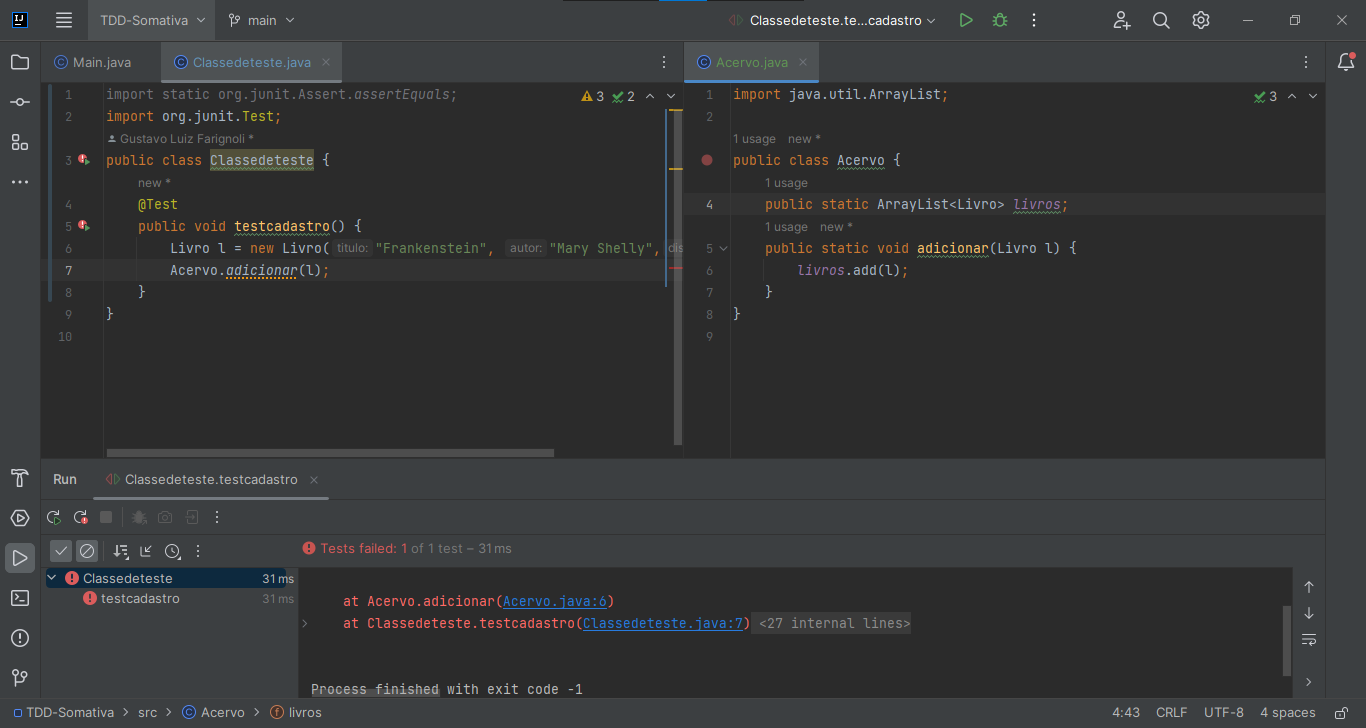 TDD-Somativa
main
Classedeteste.te...cadastro
Main.java
Classedeteste.java
Acervo.java
1 import static org.junit.Assert.assertEquals;
3 2
2 import org.junit.Test;
Gustavo Luiz Farignoli *
3 public class Classedeteste {
new *
4 @Test
5 public void testcadastro() {
6 Livro l = new Livro( titulo: "Frankenstein", autor: "Mary Shelly", dis
7 Acervo.adicionar(l);
8 }
9 }
10
1 import java.util.ArrayList;
3
2
1 usage new *
3 public class Acervo {
1 usage
4 public static ArrayList<Livro> livros;
1 usage new *
5 public static void adicionar(Livro l) {
6 livros.add(l);
7 }
8 }
9
Run
Classedeteste.testcadastro
Tests failed: 1 of 1 test – 31 ms
Classedeteste 31 ms
testcadastro 31 ms
at Acervo.adicionar(Acervo.java:6)
at Classedeteste.testcadastro(Classedeteste.java:7) <27 internal lines>
Process finished with exit code -1
TDD-Somativa > src > Acervo > livros
4:43 CRLF UTF-8 4 spaces